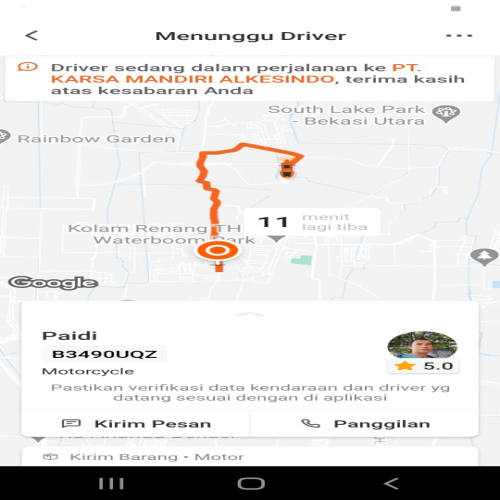 Menunggu Driver
Driver sedang dalam perjalanan ke PT.
KARSA MANDIRI ALKESINDO, terima kasih
atas kesabaran Anda
South Lake Park
- Bekasi Utara
Rainbow Garden
Kolam Renang TH
Waterboom Park
11 menit
lagi tiba
Google
Paidi
B3490UQZ
Motorcycle
5.0
Pastikan verifikasi data kendaraan dan driver yg
datang sesuai dengan di aplikasi
Kirim Pesan
Panggilan
Kirim Barang • Motor